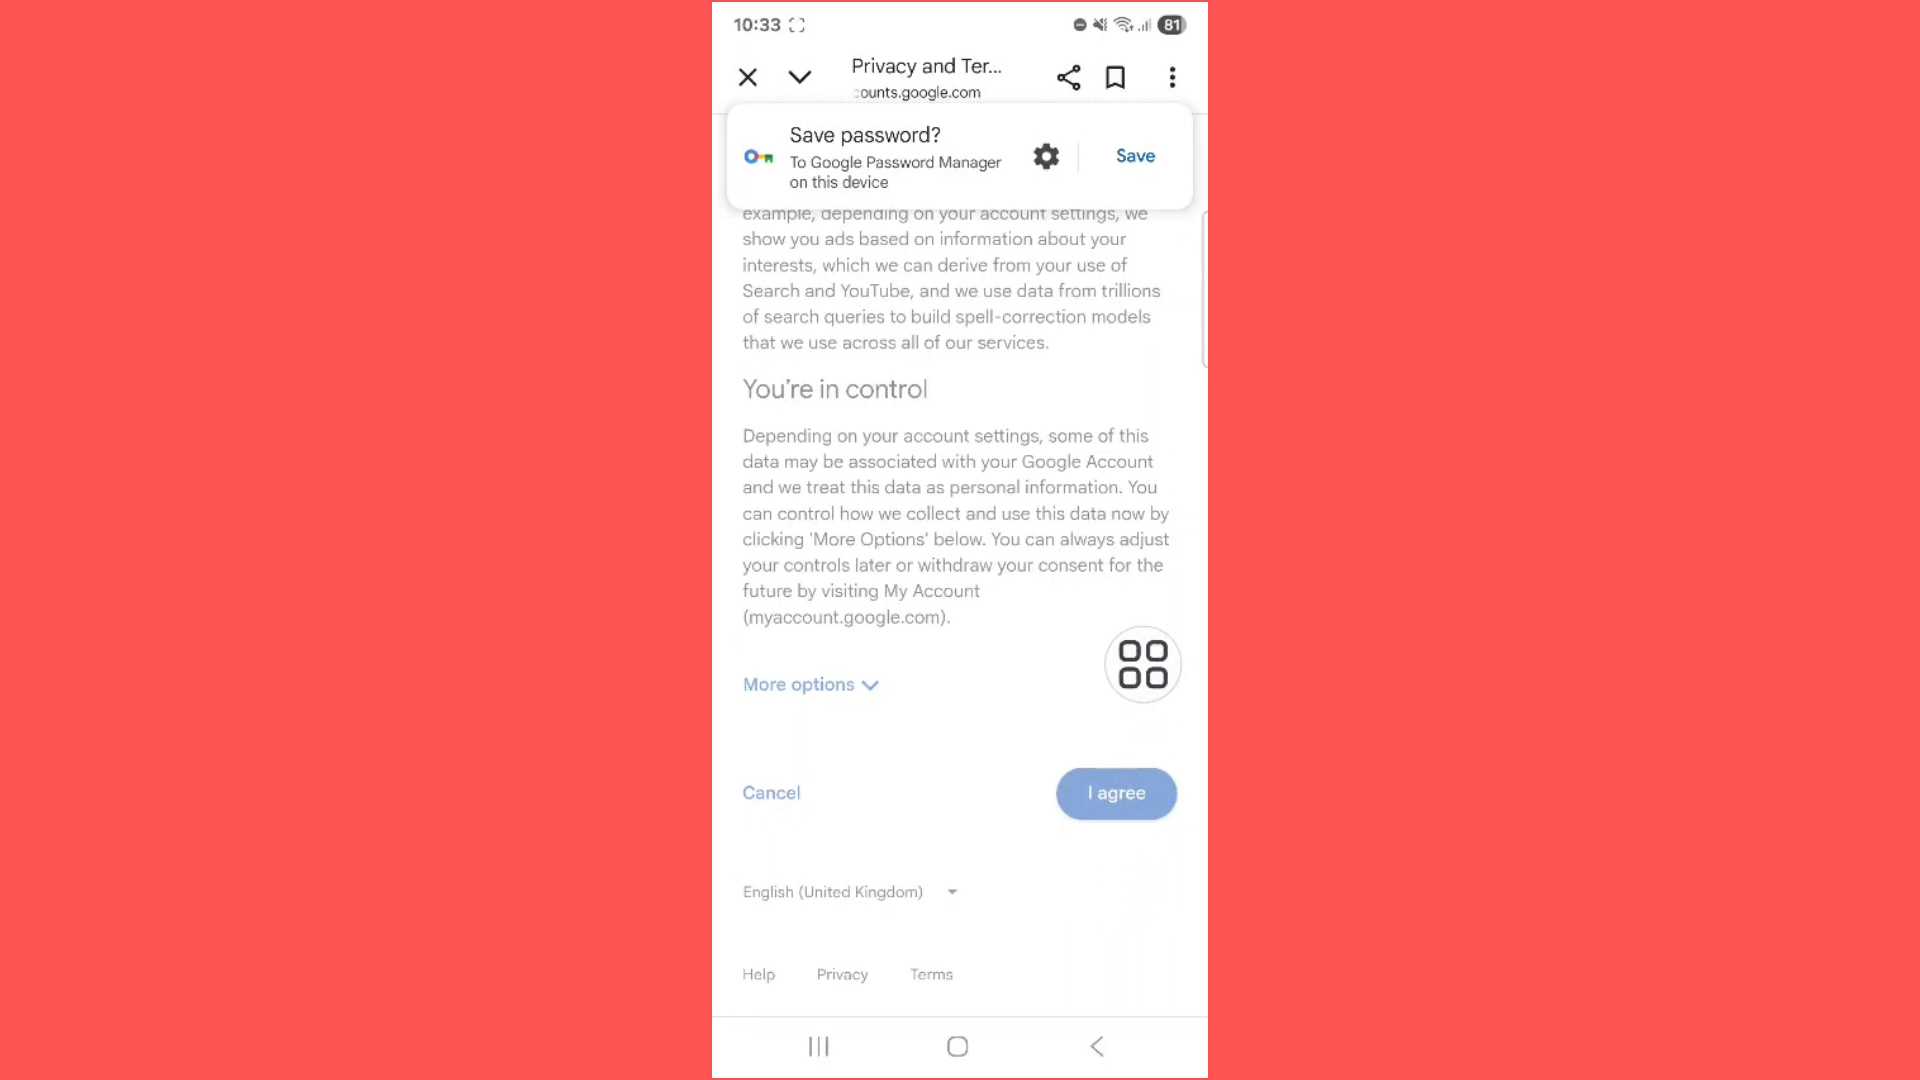 10:33
81
Privacy and Ter...
counts.google.com
Save password?
To Google Password Manager
on this device
Save
example, depending on your account settings, we
show you ads based on information about your
interests, which we can derive from your use of
Search and YouTube, and we use data from trillions
of search queries to build spell-correction models
that we use across all of our services.
You're in control
Depending on your account settings, some of this
data may be associated with your Google Account
and we treat this data as personal information. You
can control how we collect and use this data now by
clicking 'More Options' below. You can always adjust
your controls later or withdraw your consent for the
future by visiting My Account
(myaccount.google.com).
More options
Cancel
I agree
English (United Kingdom)
Help Privacy Terms